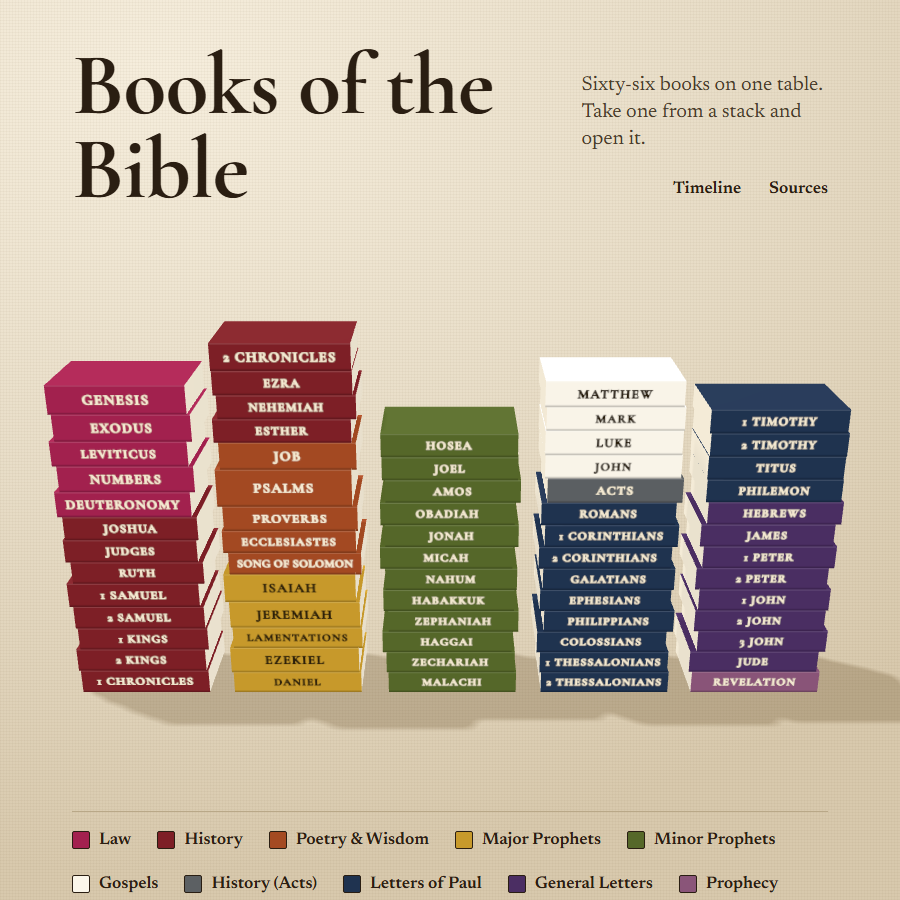 Books of the
Bible
Sixty-six books on one table.
Take one from a stack and
open it.
Timeline Sources
GENESIS
EXODUS
LEVITICUS
NUMBERS
DEUTERONOMY
JOSHUA
JUDGES
RUTH
1 SAMUEL
2 SAMUEL
1 KINGS
2 KINGS
1 CHRONICLES
2 CHRONICLES
EZRA
NEHEMIAH
ESTHER
JOB
PSALMS
PROVERBS
ECCLESIASTES
SONG OF SOLOMON
ISAIAH
JEREMIAH
LAMENTATIONS
EZEKIEL
DANIEL
HOSEA
JOEL
AMOS
OBADIAH
JONAH
MICAH
NAHUM
HABAKKUK
ZEPHANIAH
HAGGAI
ZECHARIAH
MALACHI
MATTHEW
MARK
LUKE
JOHN
ACTS
ROMANS
1 CORINTHIANS
2 CORINTHIANS
GALATIANS
EPHESIANS
PHILIPPIANS
COLOSSIANS
1 THESSALONIANS
2 THESSALONIANS
1 TIMOTHY
2 TIMOTHY
TITUS
PHILEMON
HEBREWS
JAMES
1 PETER
2 PETER
1 JOHN
2 JOHN
3 JOHN
JUDE
REVELATION
Law History Poetry & Wisdom Major Prophets Minor Prophets
Gospels History (Acts) Letters of Paul General Letters Prophecy